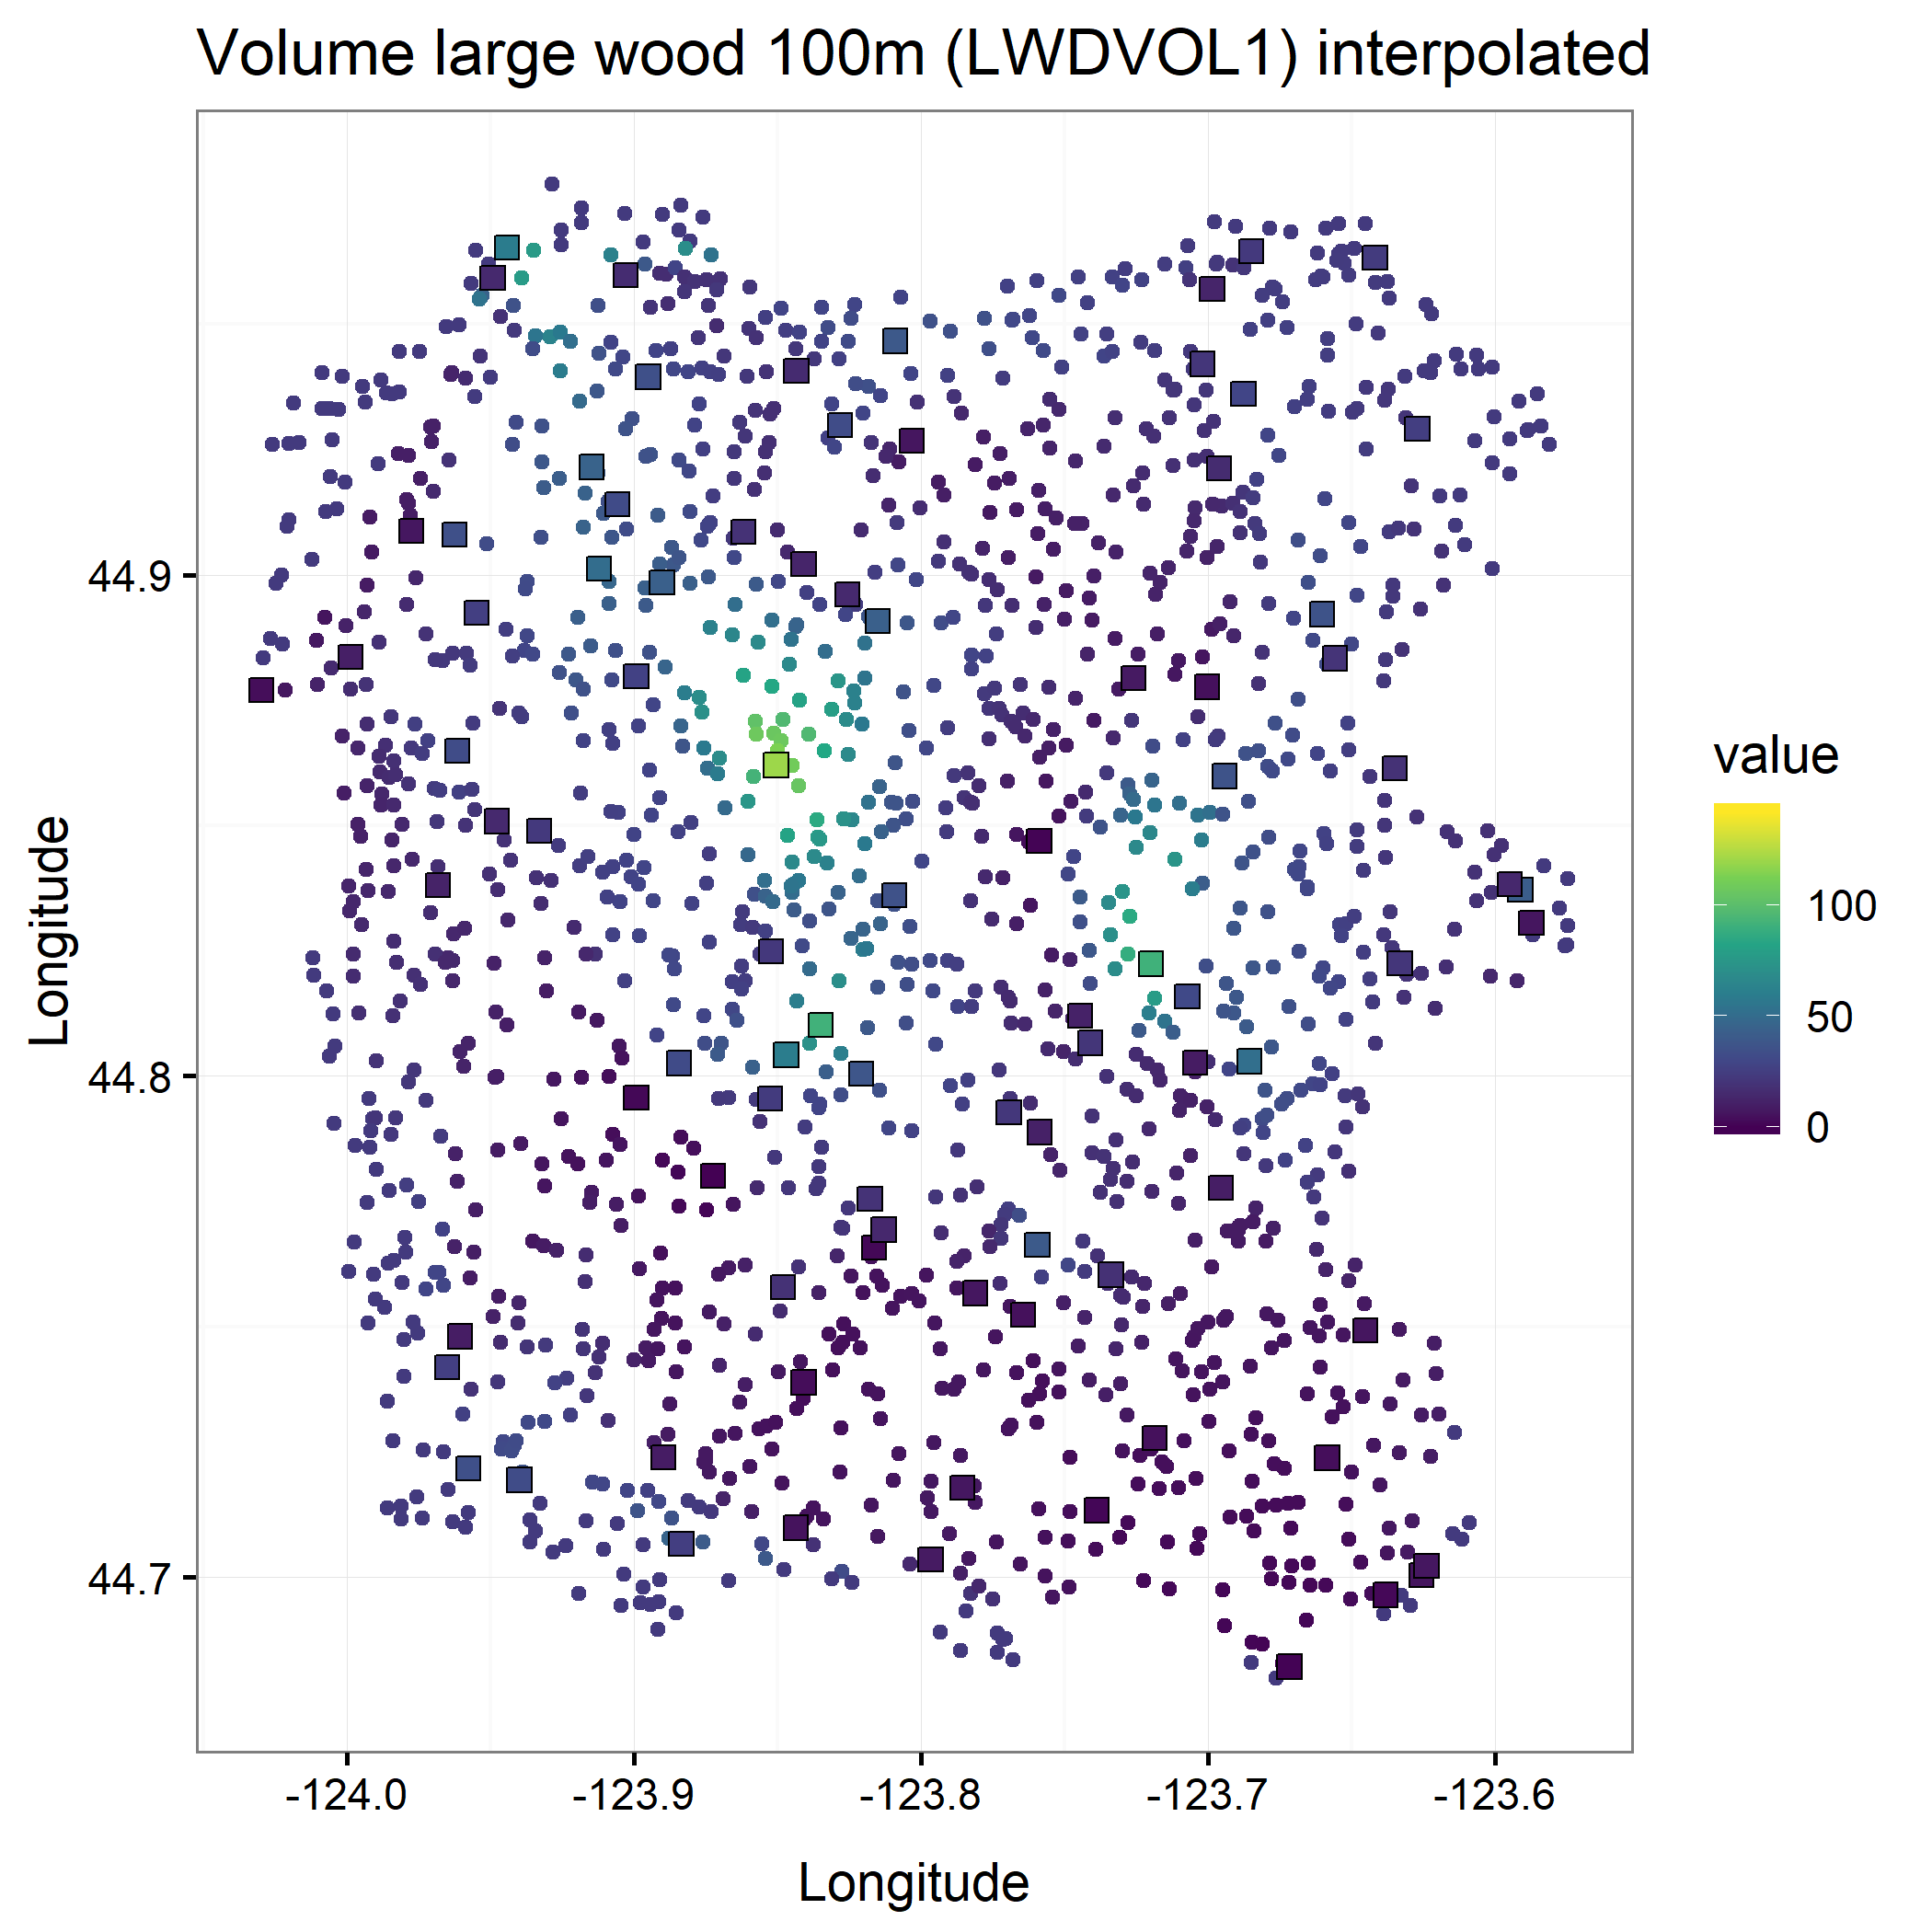 Volume large wood 100m (LWDVOL1) interpolated
Longitude
44.9
44.8
44.7
-124.0
-123.9
-123.8
-123.7
-123.6
Longitude
value
100
50
0